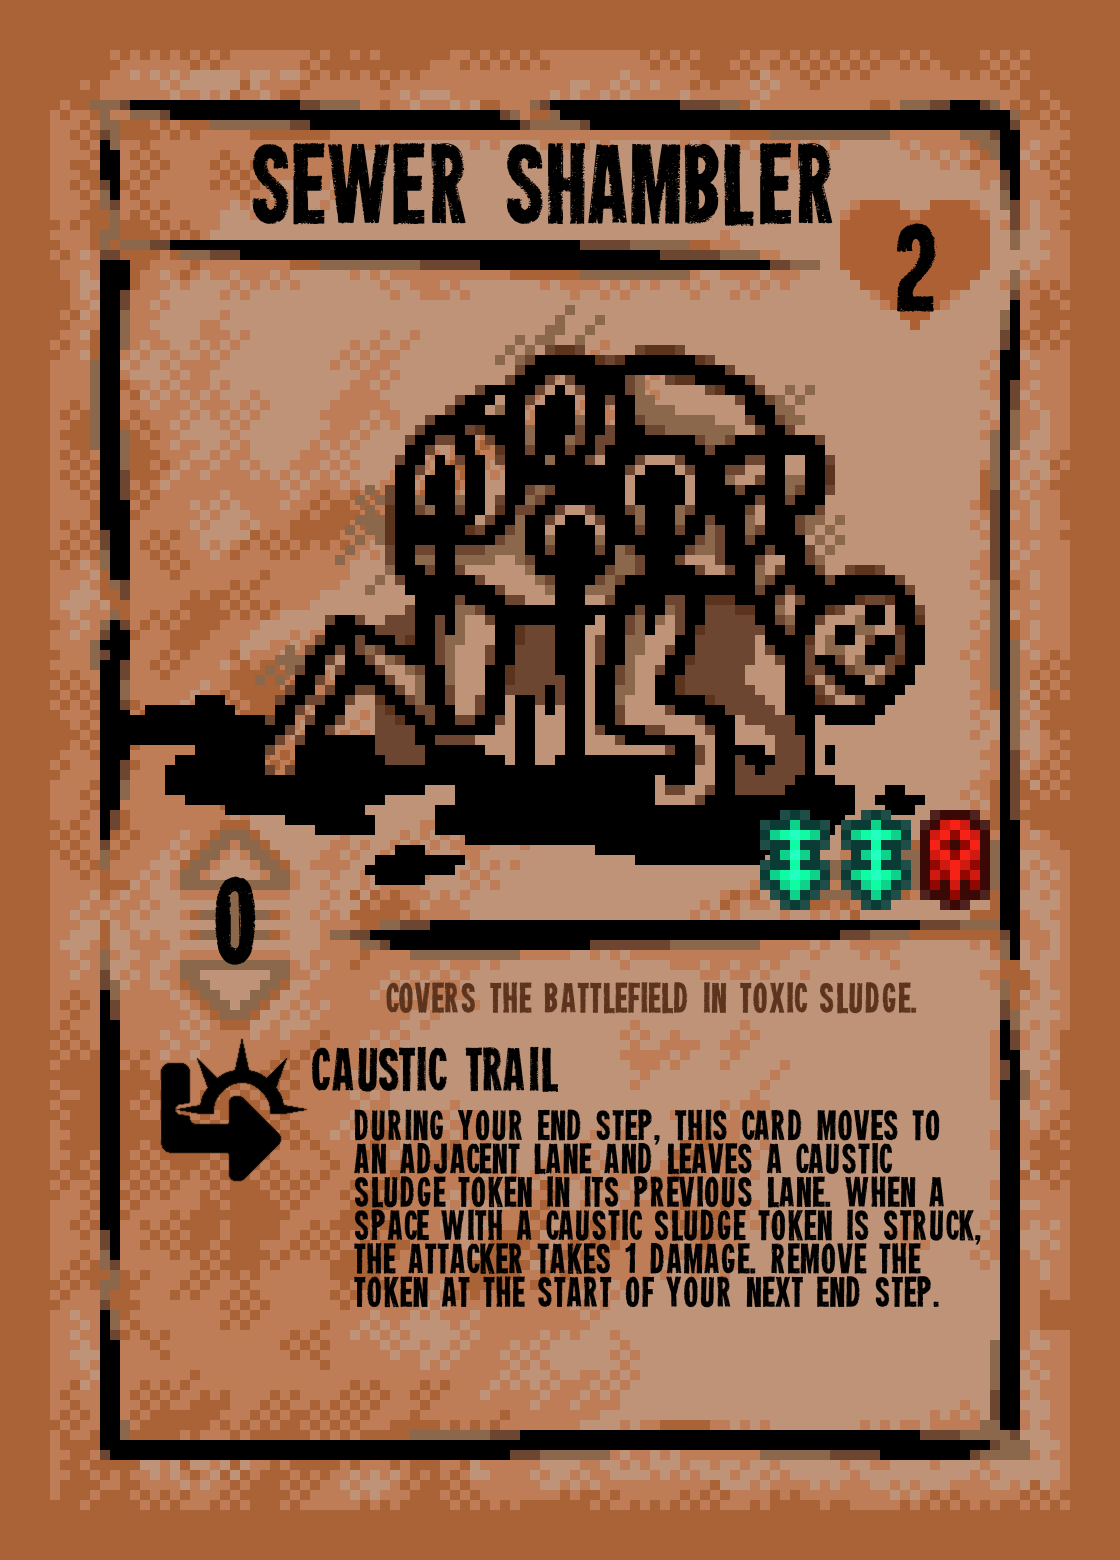 SEWER SHAMBLER
2
0
COVERS THE BATTLEFIELD IN TOXIC SLUDGE.
CAUSTIC TRAIL
DURING YOUR END STEP, THIS CARD MOVES TO
AN ADJACENT LANE AND LEAVES A CAUSTIC
SLUDGE TOKEN IN ITS PREVIOUS LANE. WHEN A
SPACE WITH A CAUSTIC SLUDGE TOKEN IS STRUCK,
THE ATTACKER TAKES 1 DAMAGE. REMOVE THE
TOKEN AT THE START OF YOUR NEXT END STEP.